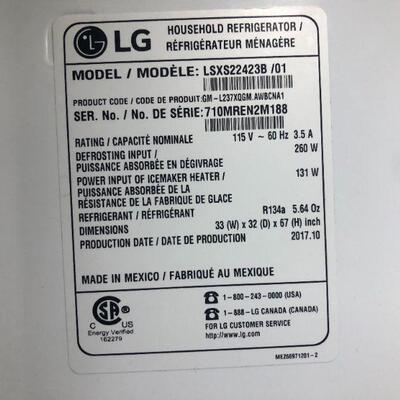 LG
HOUSEHOLD REFRIGERATOR /
RÉFRIGÉRATEUR MÉNAGÈRE
MODEL / MODÈLE: LSXS22423B /01
PRODUCT CODE / CODE DE PRODUIT:GM-L237XQGM.AWBCNA1
SER. No. / No. DE SÉRIE:710MREN2M188
RATING / CAPACITÉ NOMINALE 115 V ~ 60 Hz 3.5 A
DEFROSTING INPUT / 260 W
PUISSANCE ABSORBÉE EN DÉGIVRAGE
POWER INPUT OF ICEMAKER HEATER / 131 W
PUISSANCE ABSORBÉE DE LA
RÉSISTANCE DE LA FABRIQUE DE GLACE
REFRIGERANT / RÉFRIGÉRANT R134a 5.64 Oz
DIMENSIONS 33 (W) x 32 (D) x 67 (H) inch
PRODUCTION DATE / DATE DE PRODUCTION 2017.10
MADE IN MEXICO / FABRIQUÉ AU MEXIQUE
SA
C US
Energy Verified
162279
1-800-243-0000 (USA)
1-888-LG CANADA (CANADA)
FOR LG CUSTOMER SERVICE
http://www.lg.com
MEZ66971201-2